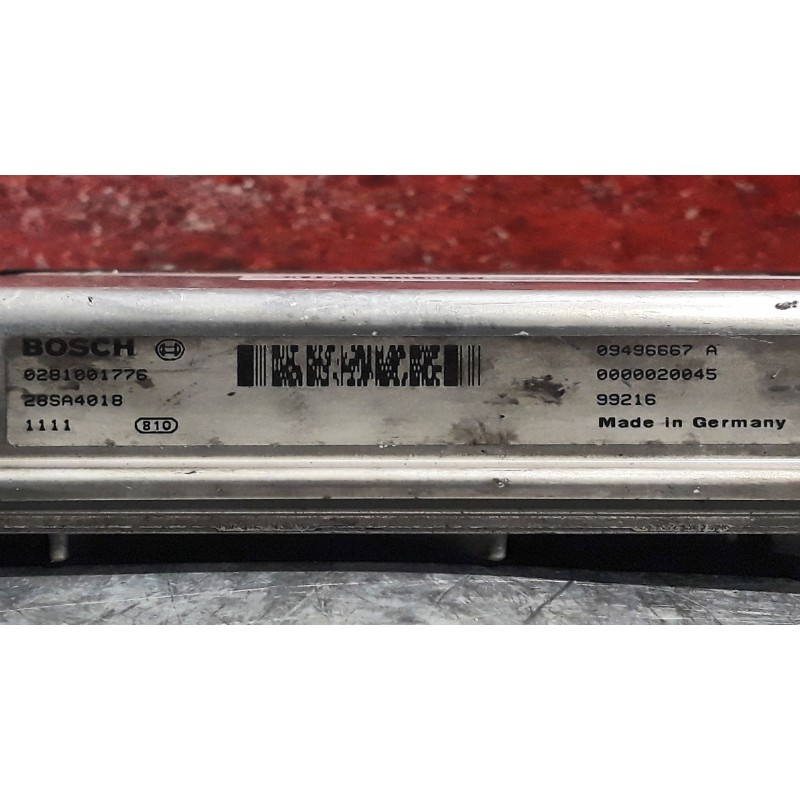 BOSCH
0281001776
28SA4018
1111 810
09496667 A
0000020045
99216
Made in Germany